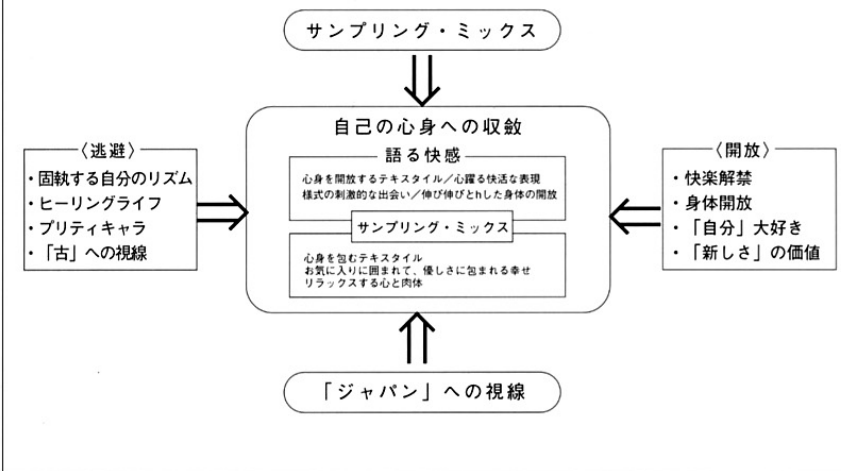 サンプリング・ミックス
自己の心身への収斂
語る快感
心身を開放するテキスタイル／心躍る快活な表現
様式の刺激的な出会い／伸び伸びとhした身体の開放
サンプリング・ミックス
心身を包むテキスタイル
お気に入りに囲まれて、優しさに包まれる幸せ
リラックスする心と肉体
〈逃避〉
・固執する自分のリズム
・ヒーリングライフ
・プリティキャラ
・「古」への視線
〈開放〉
・快楽解禁
・身体開放
・「自分」大好き
・「新しさ」の価値
「ジャパン」への視線